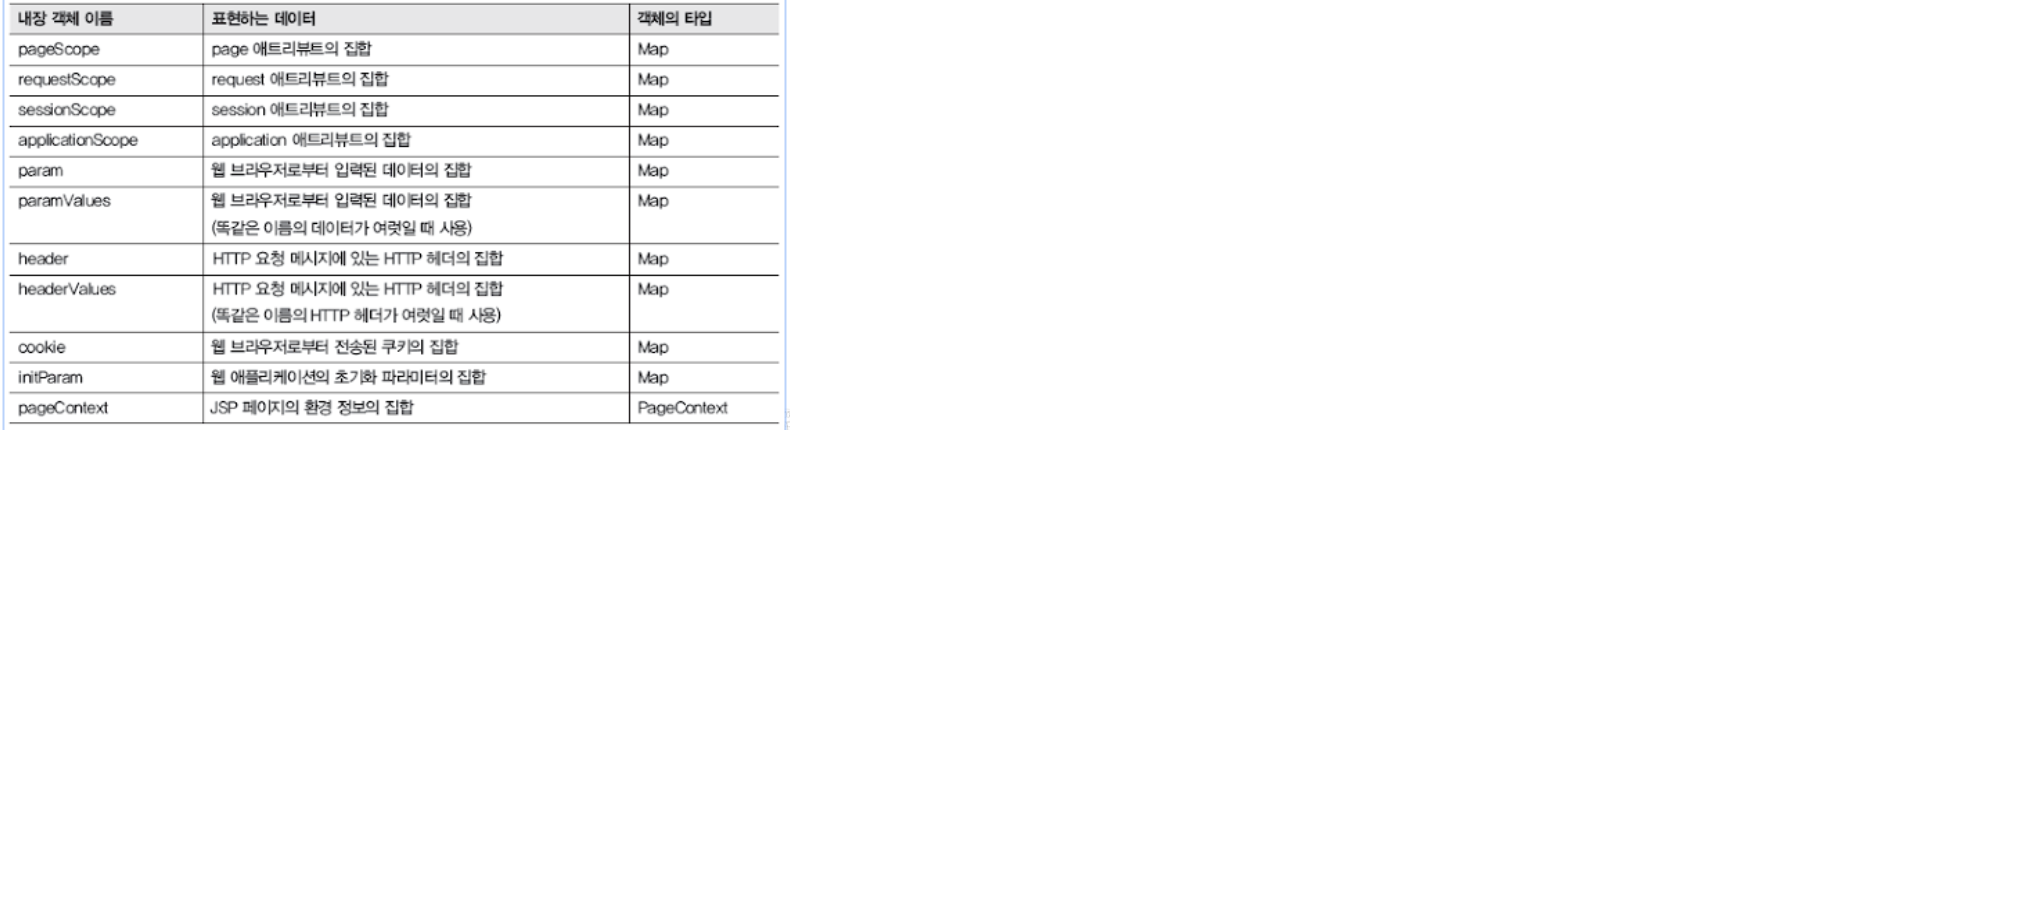 내장 객체 이름 표현하는 데이터 객체의 타입
pageScope page 애트리뷰트의 집합 Map
requestScope request 애트리뷰트의 집합 Map
sessionScope session 애트리뷰트의 집합 Map
applicationScope application 애트리뷰트의 집합 Map
param 웹 브라우저로부터 입력된 데이터의 집합 Map
paramValues 웹 브라우저로부터 입력된 데이터의 집합 Map
(똑같은 이름의 데이터가 여럿일 때 사용)
header HTTP 요청 메시지에 있는 HTTP 헤더의 집합 Map
headerValues HTTP 요청 메시지에 있는 HTTP 헤더의 집합 Map
(똑같은 이름의 HTTP 헤더가 여럿일 때 사용)
cookie 웹 브라우저로부터 전송된 쿠키의 집합 Map
initParam 웹 애플리케이션의 초기화 파라미터의 집합 Map
pageContext JSP 페이지의 환경 정보의 집합 PageContext